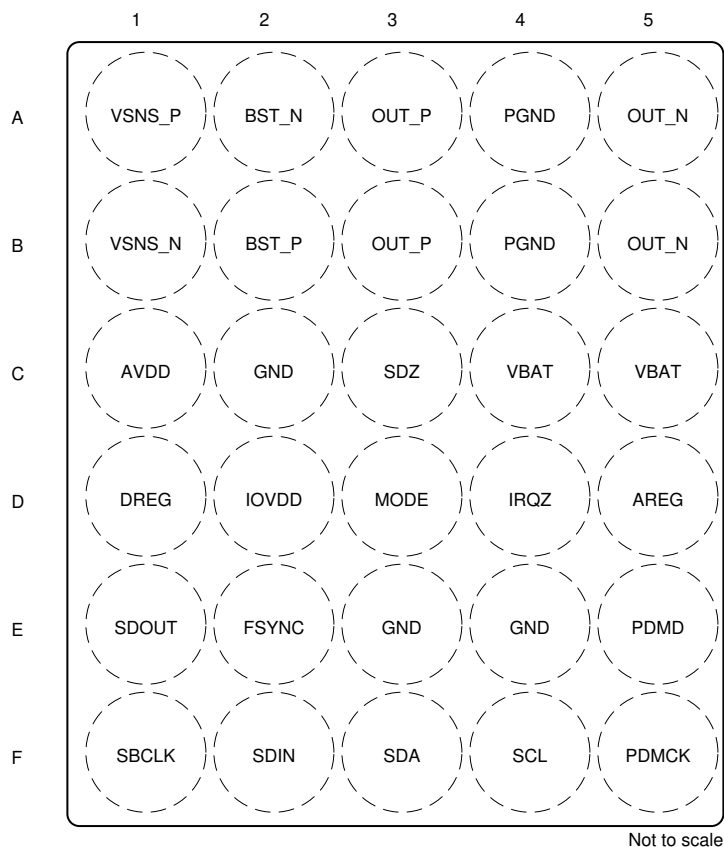 1 2 3 4 5
A VSNS_P BST_N OUT_P PGND OUT_N
B VSNS_N BST_P OUT_P PGND OUT_N
C AVDD GND SDZ VBAT VBAT
D DREG IOVDD MODE IRQZ AREG
E SDOUT FSYNC GND GND PDMD
F SBCLK SDIN SDA SCL PDMCK
Not to scale